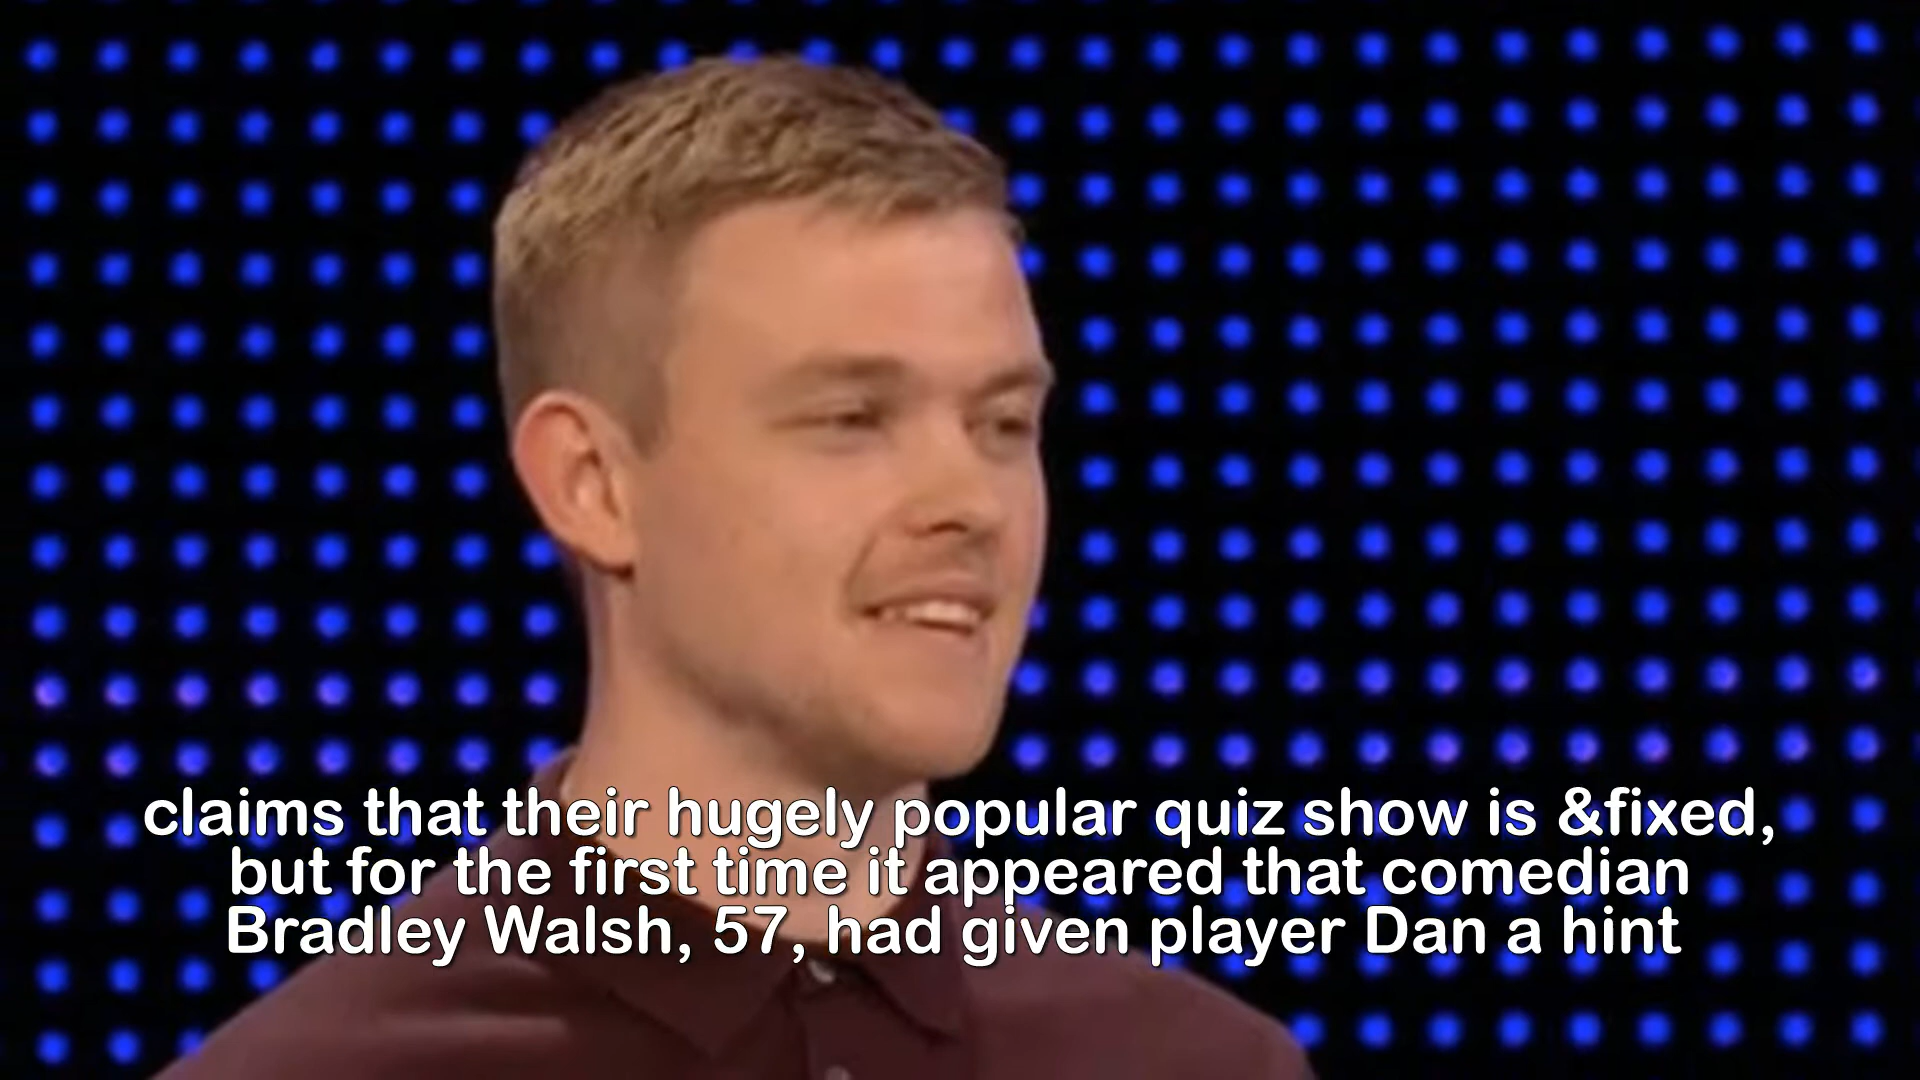 claims that their hugely popular quiz show is &fixed,
but for the first time it appeared that comedian
Bradley Walsh, 57, had given player Dan a hint